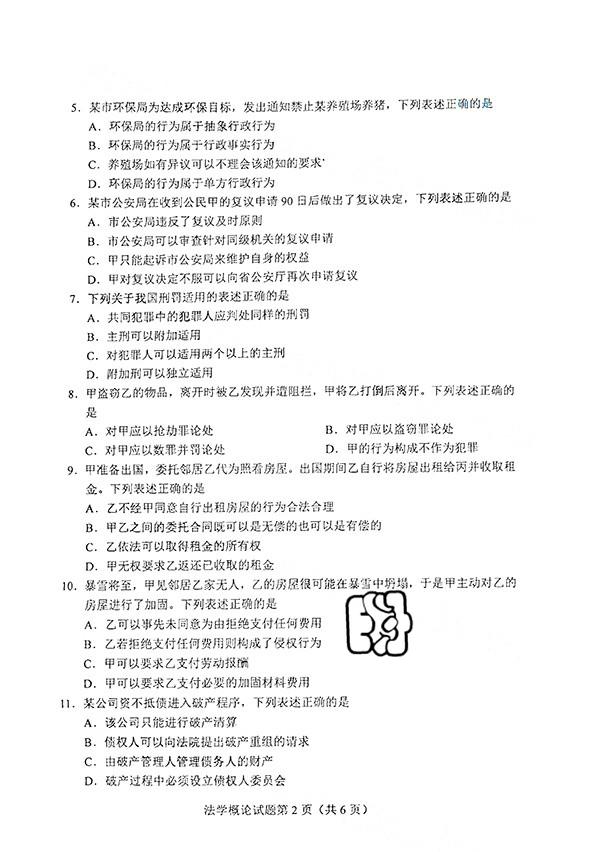 5．某市环保局为达成环保目标，发出通知禁止某养殖场养猪，下列表述正确的是
A．环保局的行为属于抽象行政行为
B．环保局的行为属于行政事实行为
C．养殖场如有异议可以不理会该通知的要求
D．环保局的行为属于单方行政行为
6．某市公安局在收到公民甲的复议申请 90 日后做出了复议决定，下列表述正确的是
A．市公安局违反了复议及时原则
B．市公安局可以审查针对同级机关的复议申请
C．甲只能起诉市公安局来维护自身的权益
D．甲对复议决定不服可以向省公安厅再次申请复议
7．下列关于我国刑罚适用的表述正确的是
A．共同犯罪中的犯罪人应判处同样的刑罚
B．主刑可以附加适用
C．对犯罪人可以适用两个以上的主刑
D．附加刑可以独立适用
8．甲盗窃乙的物品，离开时被乙发现并遭阻拦，甲将乙打倒后离开。下列表述正确的
是
A．对甲应以抢劫罪论处 B．对甲应以盗窃罪论处
C．对甲应以数罪并罚论处 D．甲的行为构成不作为犯罪
9．甲准备出国，委托邻居乙代为照看房屋。出国期间乙自行将房屋出租给丙并收取租
金。下列表述正确的是
A．乙不经甲同意自行出租房屋的行为合法合理
B．甲乙之间的委托合同既可以是无偿的也可以是有偿的
C．乙依法可以取得租金的所有权
D．甲无权要求乙返还已收取的租金
10．暴雪将至，甲见邻居乙家无人，乙的房屋很可能在暴雪中坍塌，于是甲主动对乙的
房屋进行了加固。下列表述正确的是
A．乙可以事先未同意为由拒绝支付任何费用
B．乙若拒绝支付任何费用则构成了侵权行为
C．甲可以要求乙支付劳动报酬
D．甲可以要求乙支付必要的加固材料费用
11．某公司资不抵债进入破产程序，下列表述正确的是
A．该公司只能进行破产清算
B．债权人可以向法院提出破产重组的请求
C．由破产管理人管理债务人的财产
D．破产过程中必须设立债权人委员会
法学概论试题第 2 页（共 6 页）